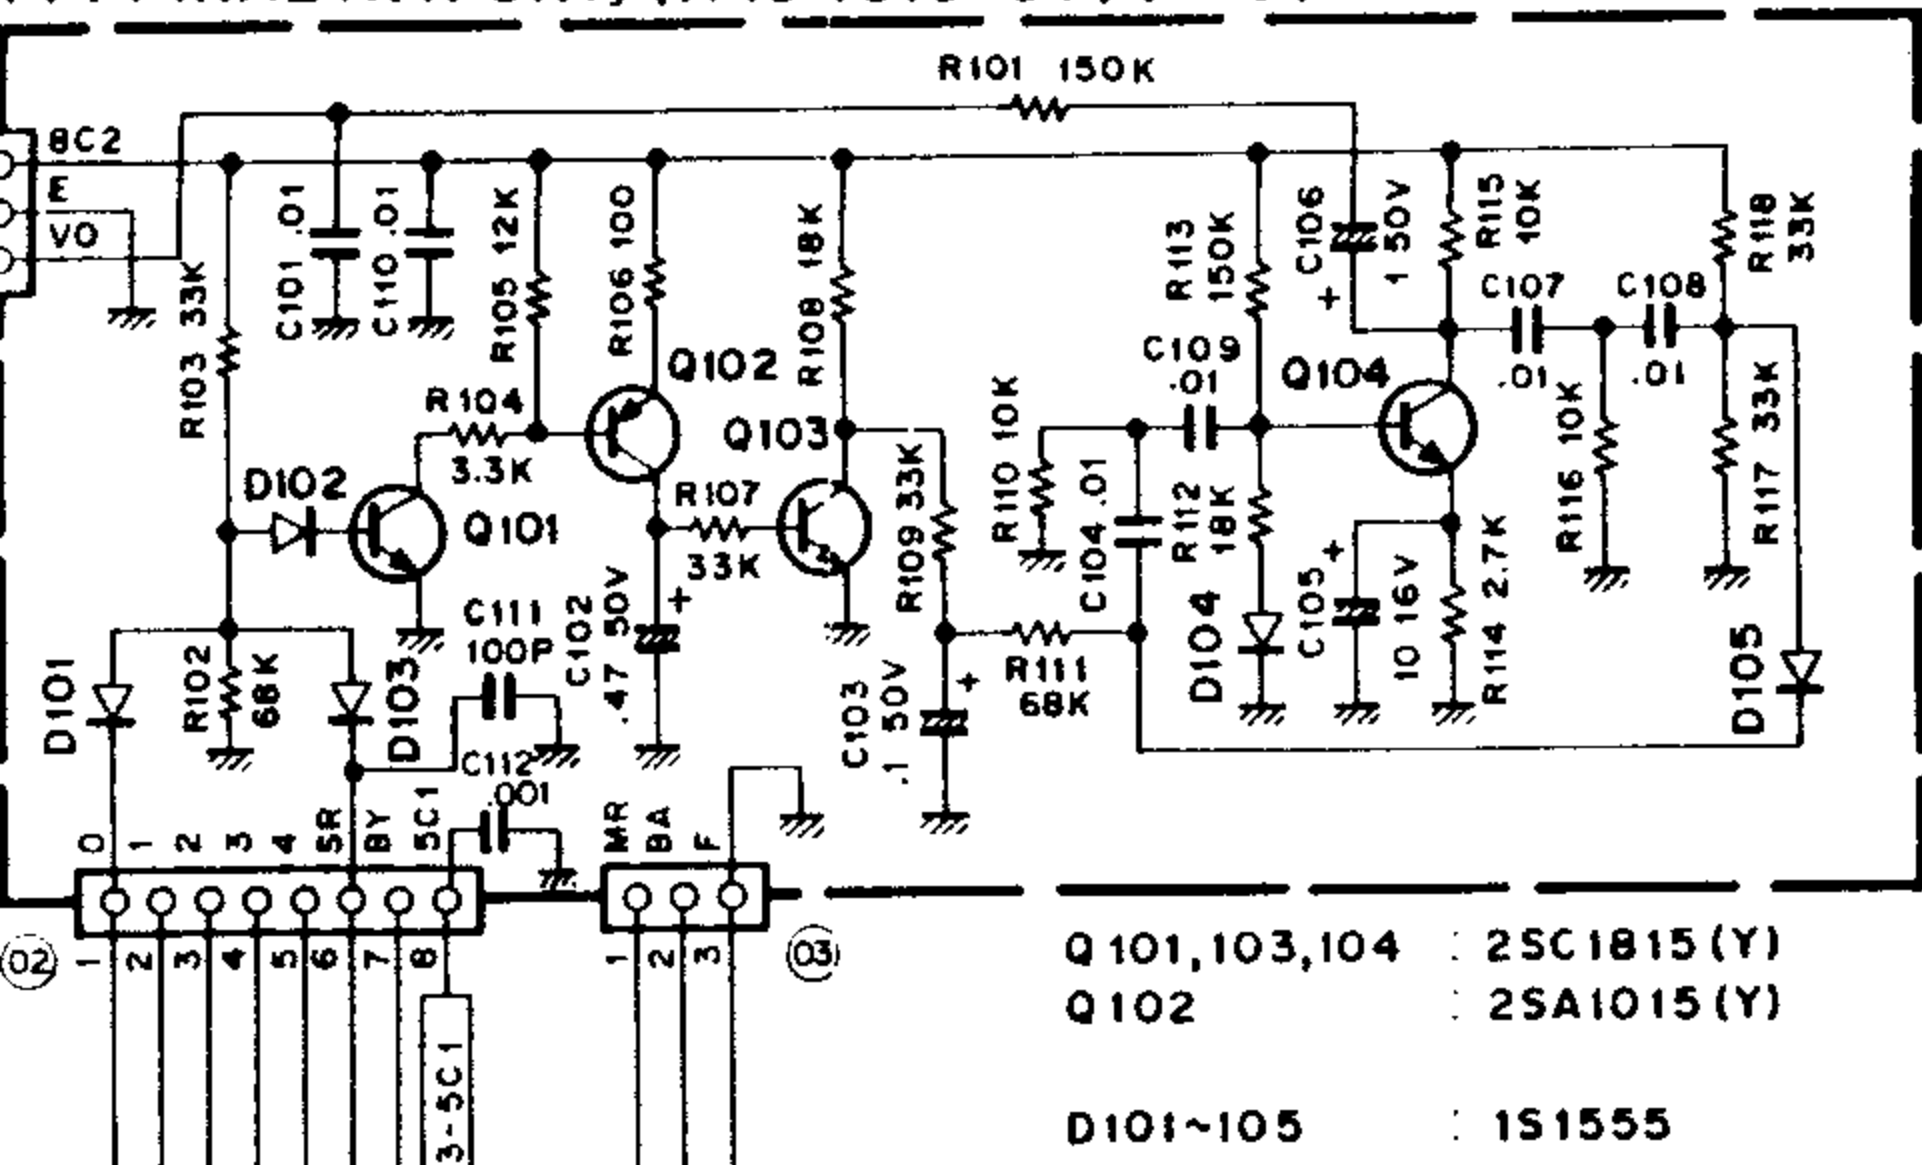 R101 150K
8C2
E
VO
R103 33K
C101 .01
C110 .01
R105 12K
R106 100
R108 18K
R113
150K
C106
1 50V
R115
10K
R118
33K
C107
.01
C108
.01
Q102
C109
.01
Q104
R104
3.3K
Q103
R110 10K
R116 10K
R117 33K
D102
Q101
R107
33K
R109 33K
C104 .01
R112
18K
C105
10 16V
R114 2.7K
C111
100P
C102
.47 50V
D101
R102
68K
D103
R111
68K
C103
.1 50V
D104
D105
C112
.001
0
1
2
3
4
SR
BY
5C1
MR
BA
F
02
1
2
3
4
5
6
7
8
1
2
3
03
3-5C1
Q101,103,104 : 2SC1815(Y)
Q102 : 2SA1015(Y)
D101~105 : 1S1555